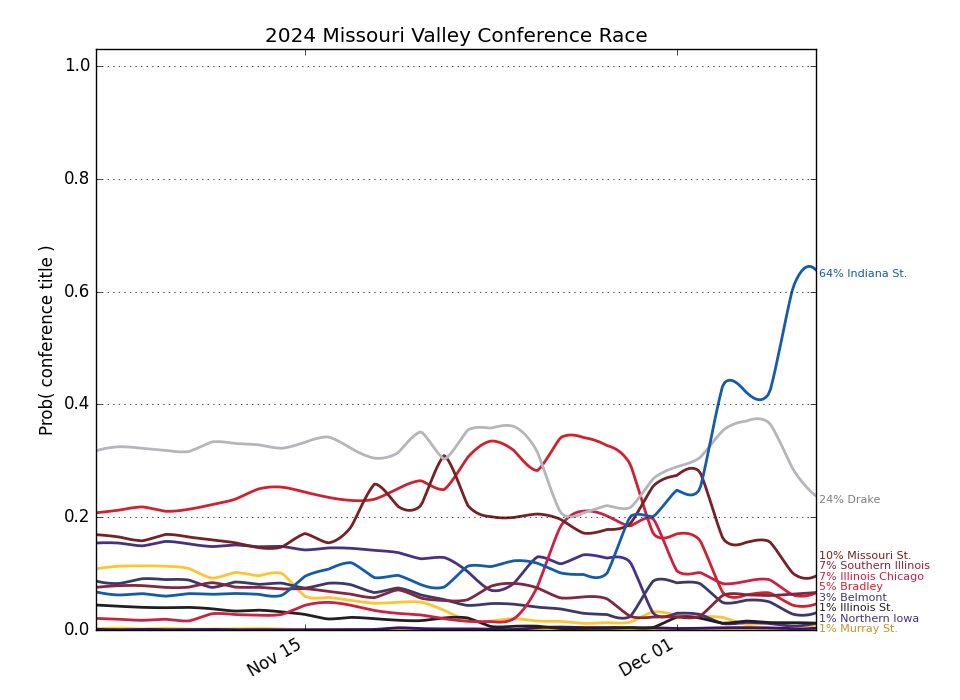 2024 Missouri Valley Conference Race
Prob( conference title )
1.0
0.8
0.6
0.4
0.2
0.0
Nov 15
Dec 01
64% Indiana St.
24% Drake
10% Missouri St.
7% Southern Illinois
7% Illinois Chicago
5% Bradley
3% Belmont
1% Illinois St.
1% Northern Iowa
1% Murray St.